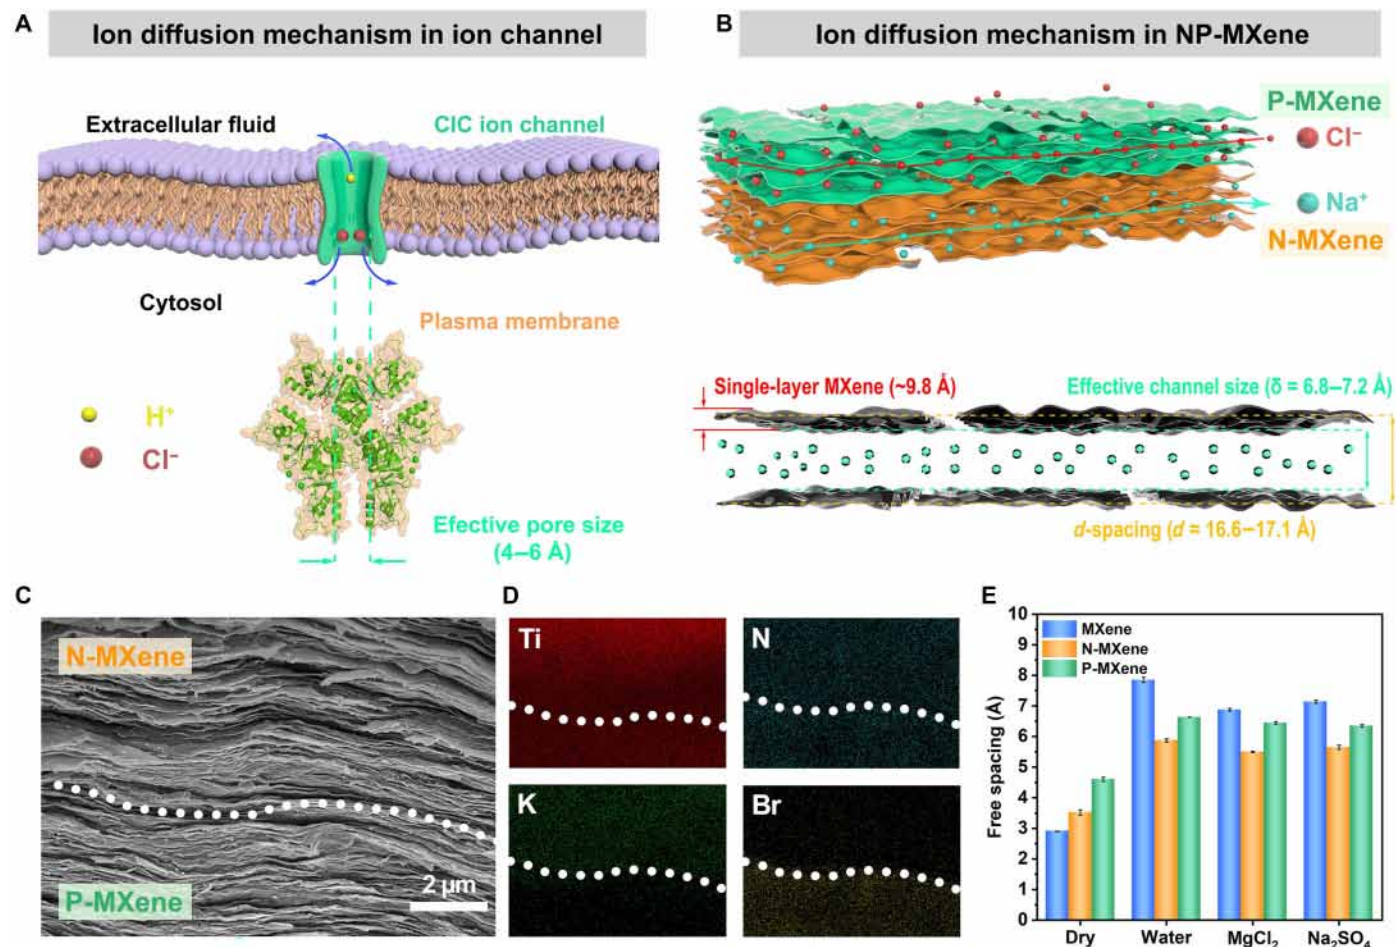 A
Ion diffusion mechanism in ion channel
Extracellular fluid
ClC ion channel
Cytosol
Plasma membrane
H⁺
Cl⁻
Efective pore size
(4–6 Å)
B
Ion diffusion mechanism in NP-MXene
P-MXene
Cl⁻
Na⁺
N-MXene
Single-layer MXene (~9.8 Å)
Effective channel size (δ = 6.8–7.2 Å)
d-spacing (d = 16.6–17.1 Å)
C
N-MXene
P-MXene
2 µm
D
Ti
N
K
Br
E
10
9
8
7
6
5
4
3
2
1
0
Free spacing (Å)
MXene
N-MXene
P-MXene
Dry
Water
MgCl₂
Na₂SO₄